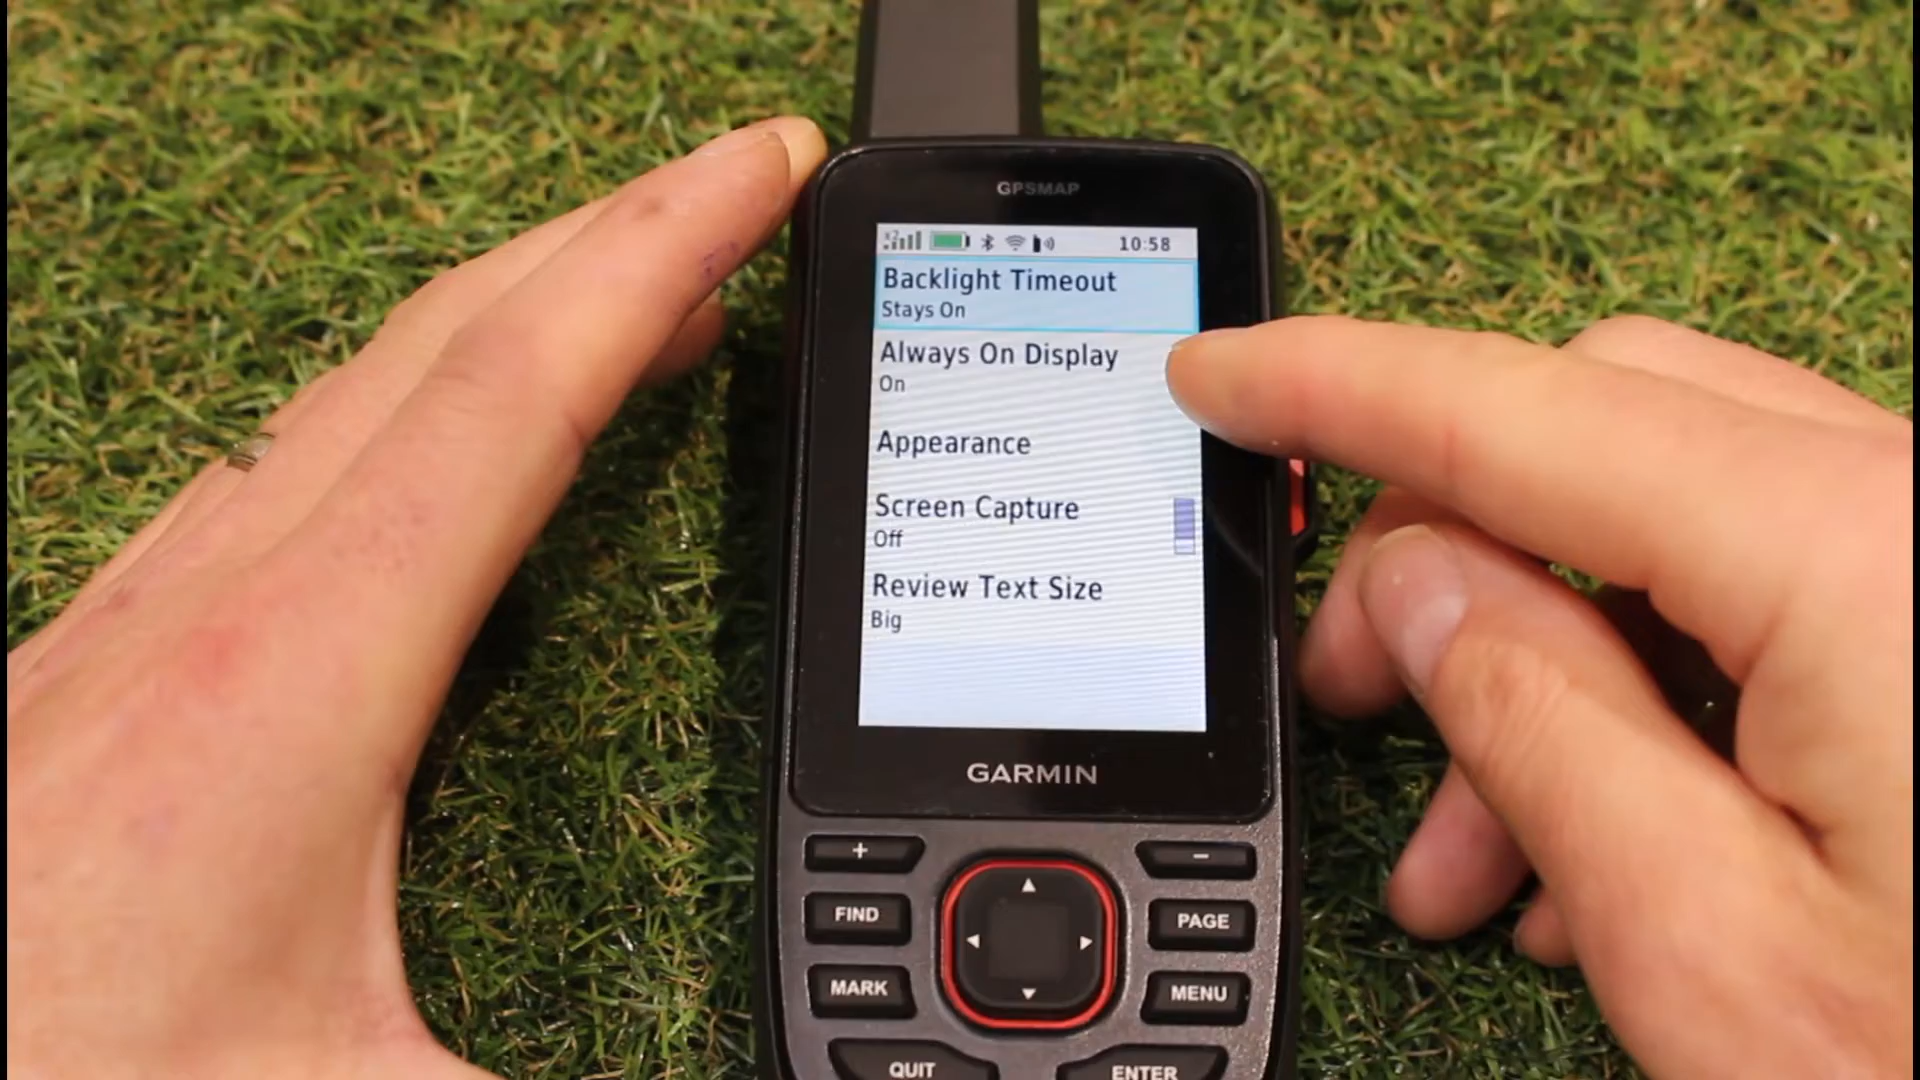 GPSMAP
x2 10:58
Backlight Timeout
Stays On
Always On Display
On
Appearance
Screen Capture
Off
Review Text Size
Big
GARMIN
+ −
FIND PAGE
MARK MENU
QUIT ENTER